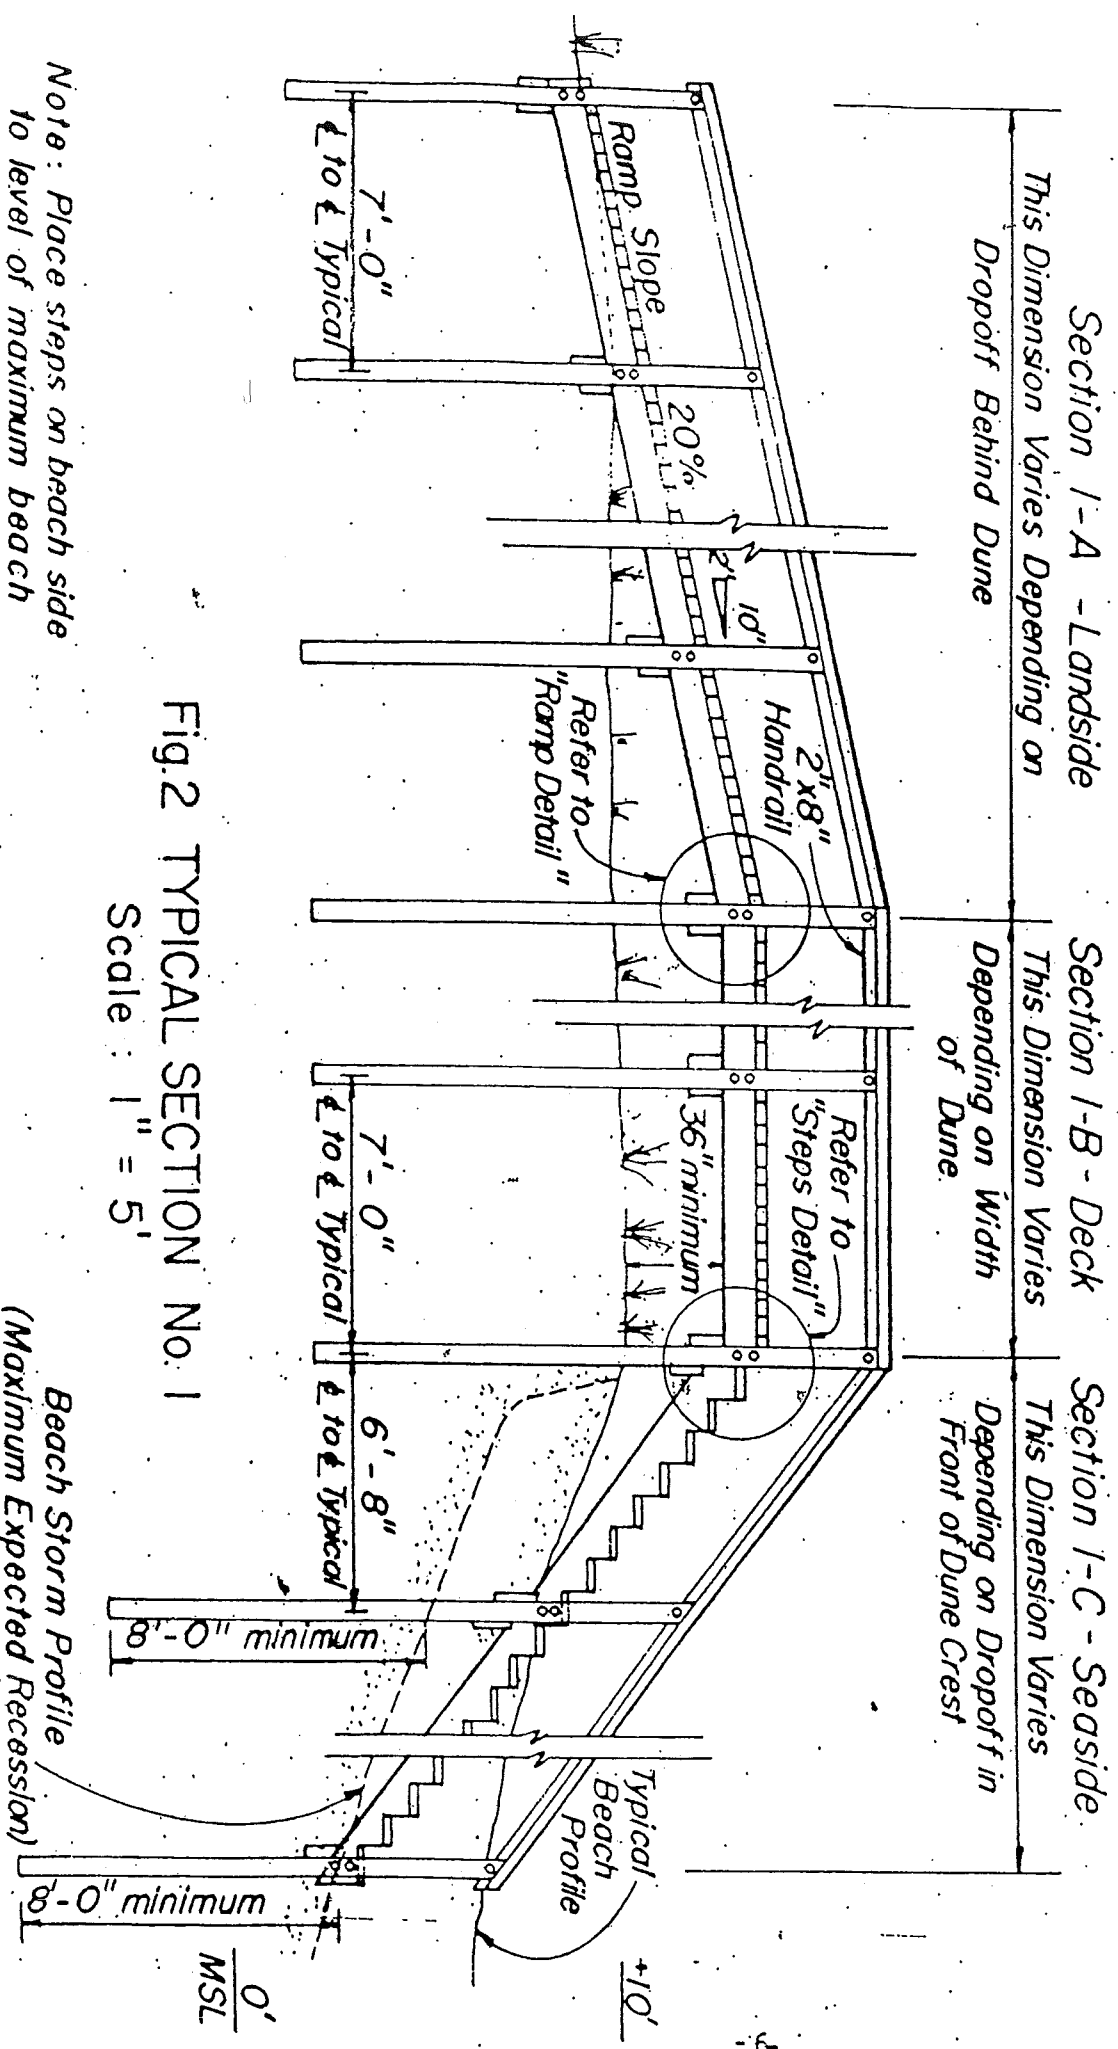 Section 1-A -Landside
This Dimension Varies Depending on
Dropoff Behind Dune
Section 1-B-Deck
This Dimension Varies
Depending on Width
of Dune
Section 1-C-Seaside
This Dimension Varies
Depending on Dropoff in
Front of Dune Crest
Ramp Slope
20%
2"
10"
2"x8"
Handrail
Refer to
"Ramp Detail"
Refer to
"Steps Detail"
36" minimum
7'-0"
℄ to ℄ Typical
7'-0"
℄ to ℄ Typical
6'-8"
℄ to ℄ Typical
8'-0" minimum
8'-0" minimum
Typical
Beach
Profile
+10'
0'
MSL
Beach Storm Profile
(Maximum Expected Recession)
Fig.2 TYPICAL SECTION No. 1
Scale : 1" = 5'
Note: Place steps on beach side
to level of maximum beach